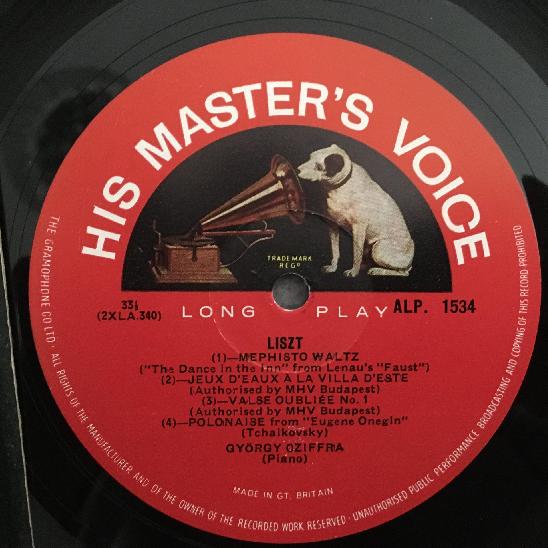 HIS MASTER'S VOICE
TRADE MARK
REGD
33⅓
(2XLA.340)
LONG PLAY
ALP. 1534
LISZT
(1)—MEPHISTO WALTZ
("The Dance in the Inn" from Lenau's "Faust")
(2)—JEUX D'EAUX A LA VILLA D'ESTE
(Authorised by MHV Budapest)
(3)—VALSE OUBLIÉE No. 1
(Authorised by MHV Budapest)
(4)—POLONAISE from "Eugene Onegin"
(Tchaikovsky)
GYÖRGY CZIFFRA
(Piano)
MADE IN GT. BRITAIN
THE GRAMOPHONE CO LTD · ALL RIGHTS OF THE MANUFACTURER AND OF THE OWNER OF THE RECORDED WORK RESERVED · UNAUTHORISED PUBLIC PERFORMANCE BROADCASTING AND COPYING OF THIS RECORD PROHIBITED